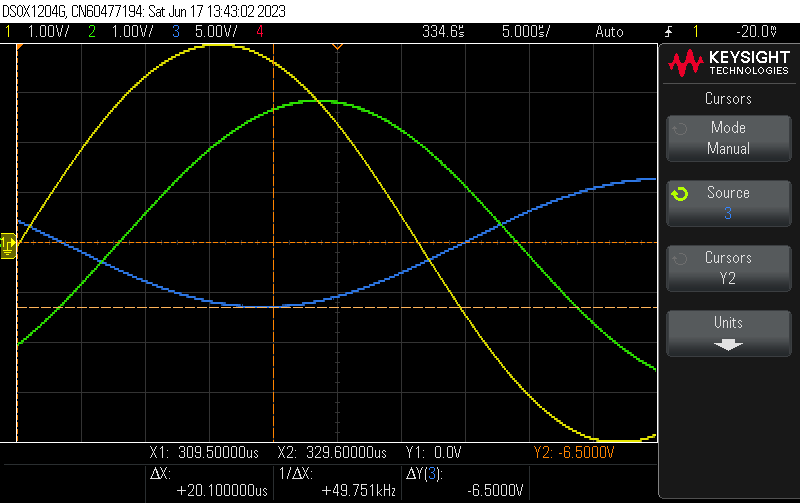 DSOX1204G, CN60477194: Sat Jun 17 13:43:02 2023
1 1.00V/ 2 1.00V/ 3 5.00V/ 4 334.6s 5.000s/ Auto 1 -20.0V
KEYSIGHT
TECHNOLOGIES
Cursors
Mode
Manual
Source
3
Cursors
Y2
Units
X1: 309.50000us X2: 329.60000us Y1: 0.0V Y2: -6.5000V
ΔX: 1/ΔX: ΔY(3):
+20.100000us +49.751kHz -6.5000V